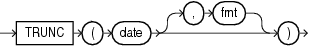 TRUNC ( date , fmt )